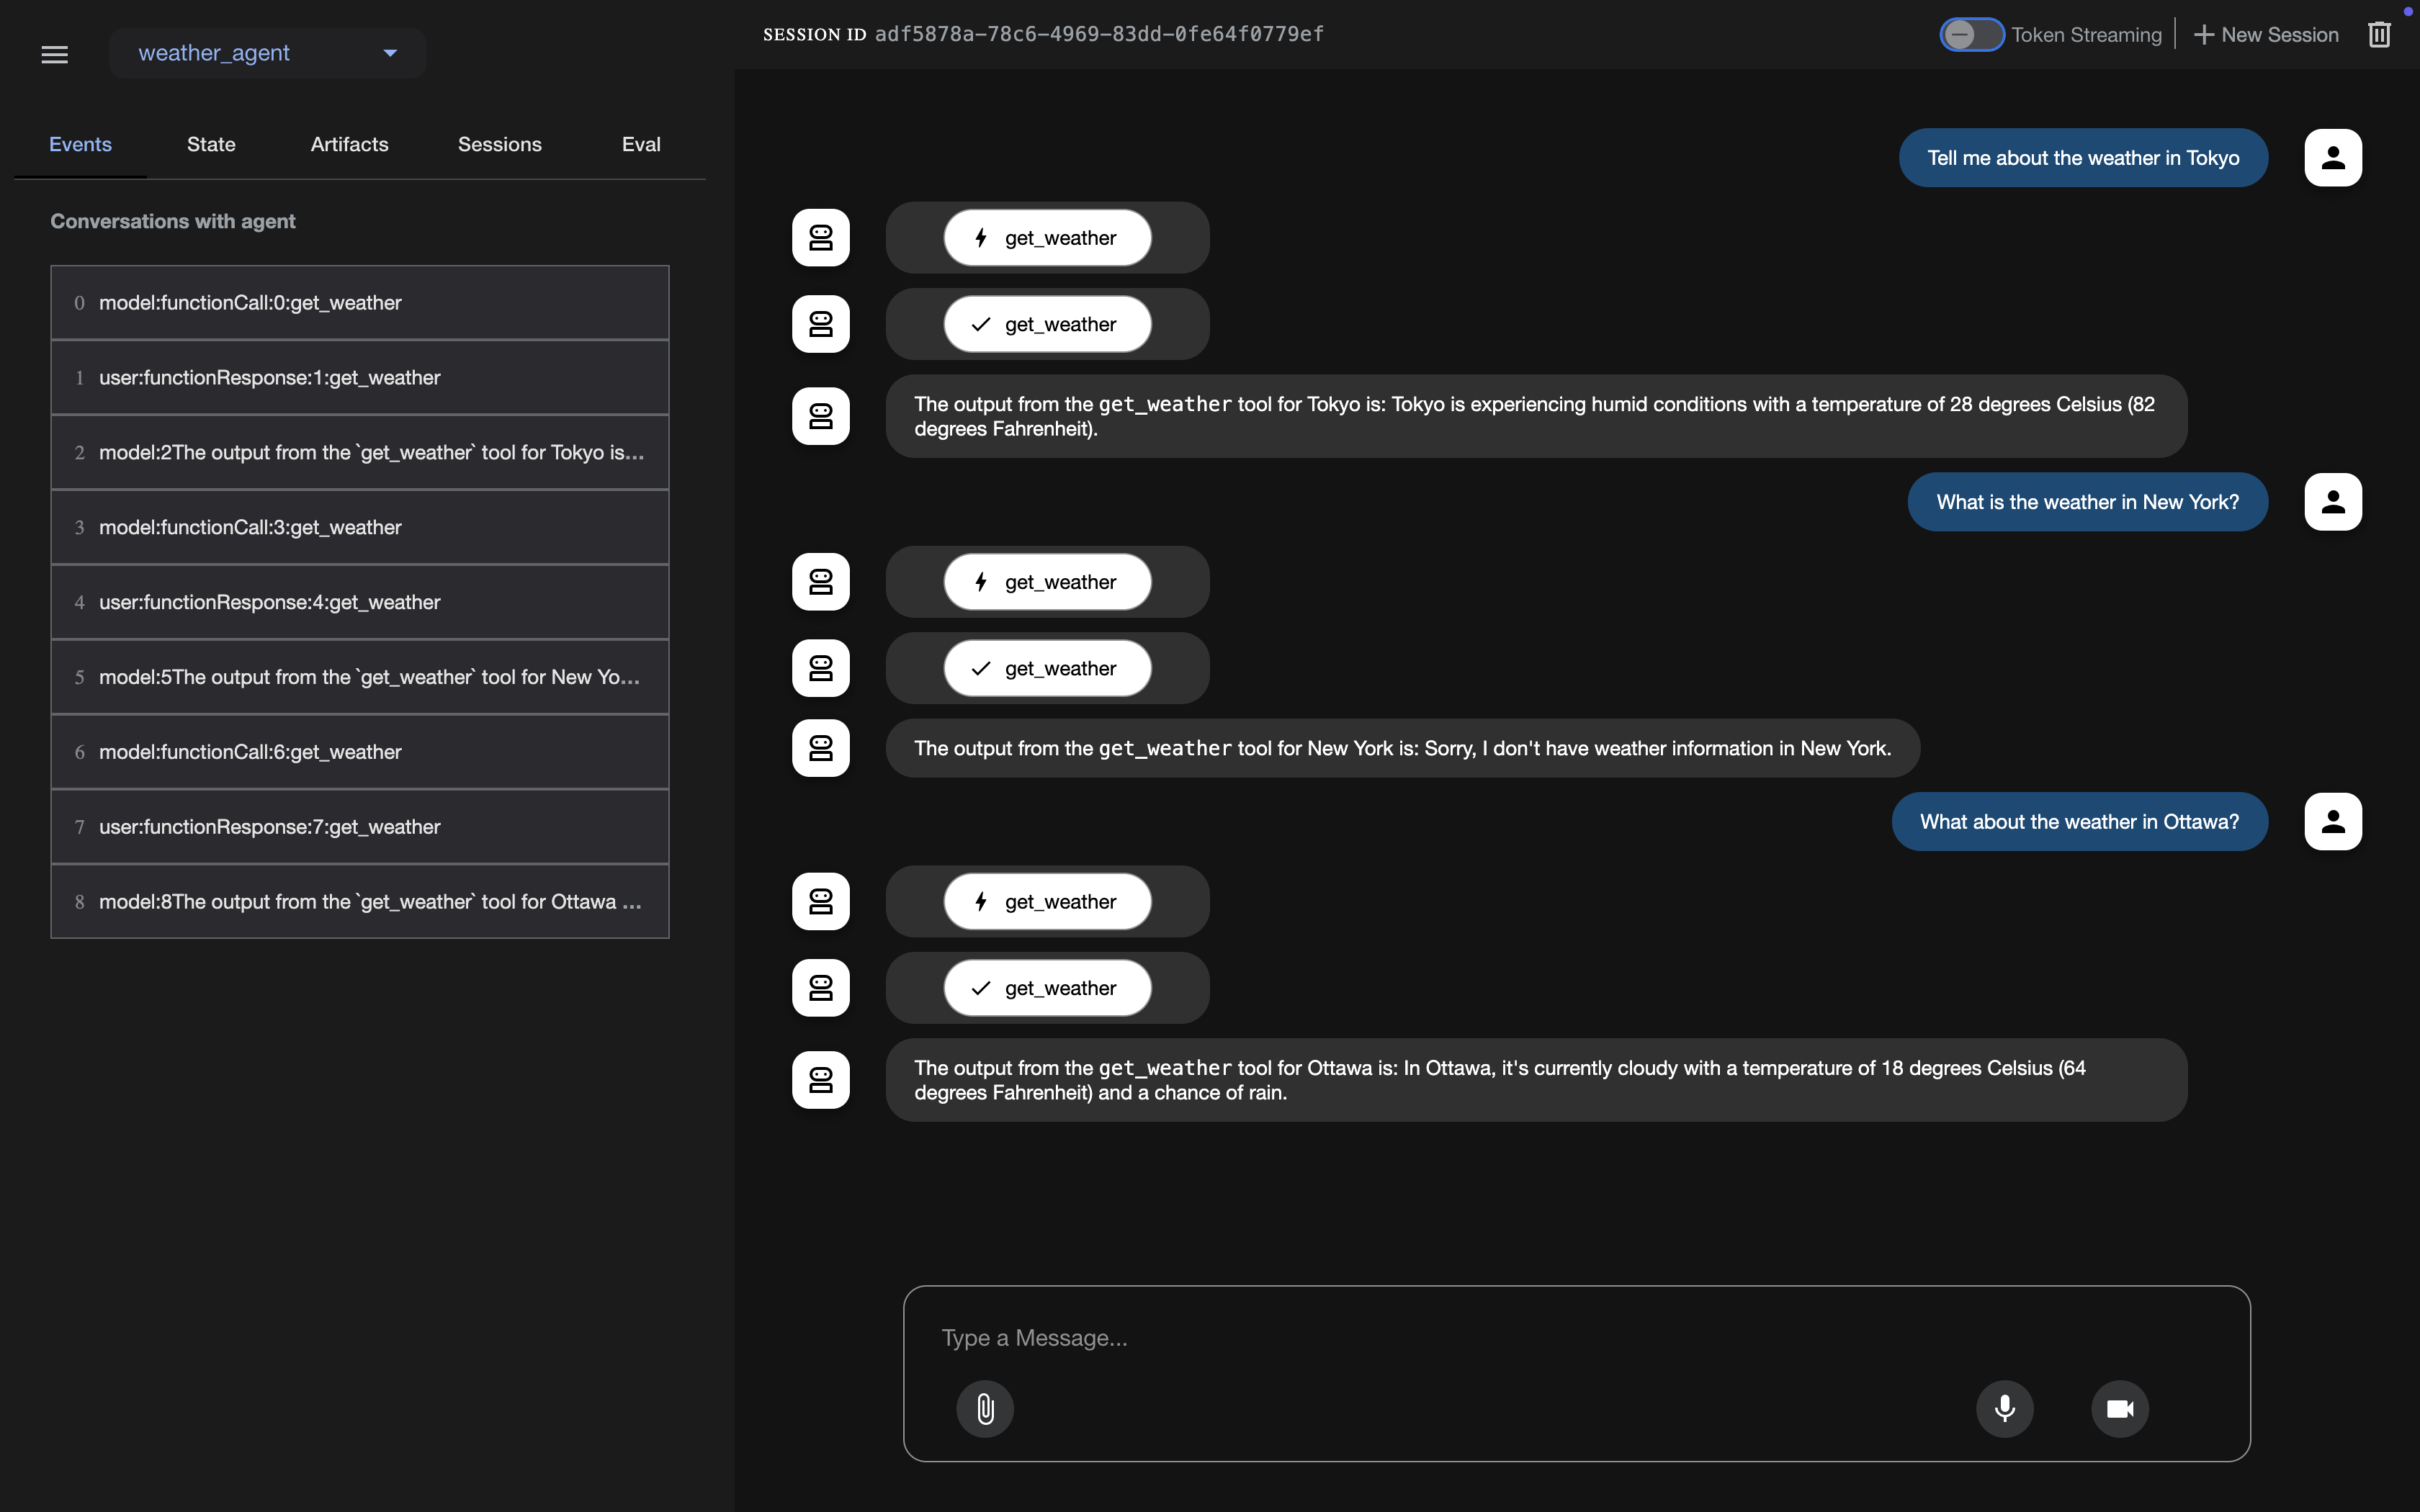 weather_agent
Events
State
Artifacts
Sessions
Eval
Conversations with agent
0 model:functionCall:0:get_weather
1 user:functionResponse:1:get_weather
2 model:2The output from the `get_weather` tool for Tokyo is...
3 model:functionCall:3:get_weather
4 user:functionResponse:4:get_weather
5 model:5The output from the `get_weather` tool for New Yo...
6 model:functionCall:6:get_weather
7 user:functionResponse:7:get_weather
8 model:8The output from the `get_weather` tool for Ottawa ...
SESSION ID adf5878a-78c6-4969-83dd-0fe64f0779ef
Token Streaming
New Session
Tell me about the weather in Tokyo
get_weather
get_weather
The output from the get_weather tool for Tokyo is: Tokyo is experiencing humid conditions with a temperature of 28 degrees Celsius (82
degrees Fahrenheit).
What is the weather in New York?
get_weather
get_weather
The output from the get_weather tool for New York is: Sorry, I don't have weather information in New York.
What about the weather in Ottawa?
get_weather
get_weather
The output from the get_weather tool for Ottawa is: In Ottawa, it's currently cloudy with a temperature of 18 degrees Celsius (64
degrees Fahrenheit) and a chance of rain.
Type a Message...